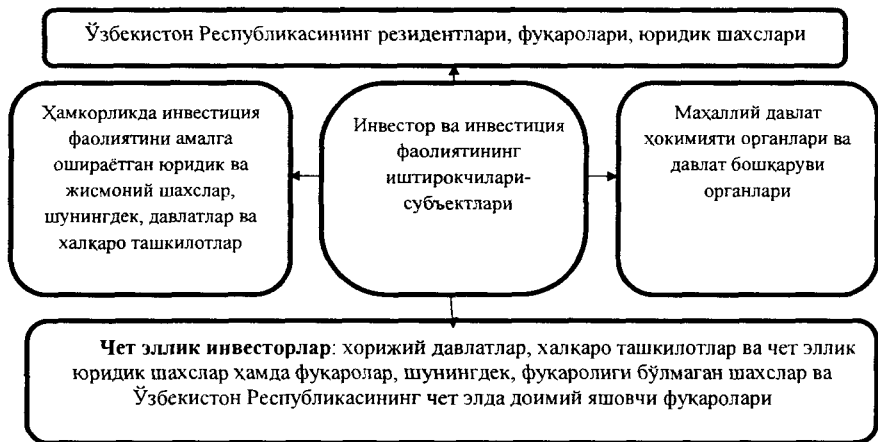 Ўзбекистон Республикасининг резидентлари, фуқаролари, юридик шахслари
Ҳамкорликда инвестиция
фаолиятини амалга
ошираётган юридик ва
жисмоний шахслар,
шунингдек, давлатлар ва
халқаро ташкилотлар
Инвестор ва инвестиция
фаолиятининг
иштирокчилари-
субъектлари
Маҳаллий давлат
ҳокимияти органлари ва
давлат бошқаруви
органлари
Чет эллик инвесторлар: хорижий давлатлар, халқаро ташкилотлар ва чет эллик
юридик шахслар ҳамда фуқаролар, шунингдек, фуқаролиги бўлмаган шахслар ва
Ўзбекистон Республикасининг чет элда доимий яшовчи фуқаролари